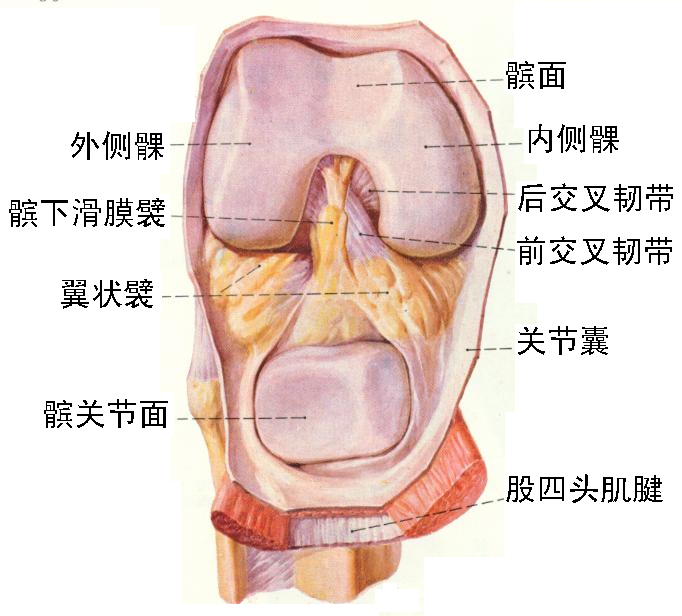 髌面
外侧髁
内侧髁
后交叉韧带
髌下滑膜襞
前交叉韧带
翼状襞
关节囊
髌关节面
股四头肌腱